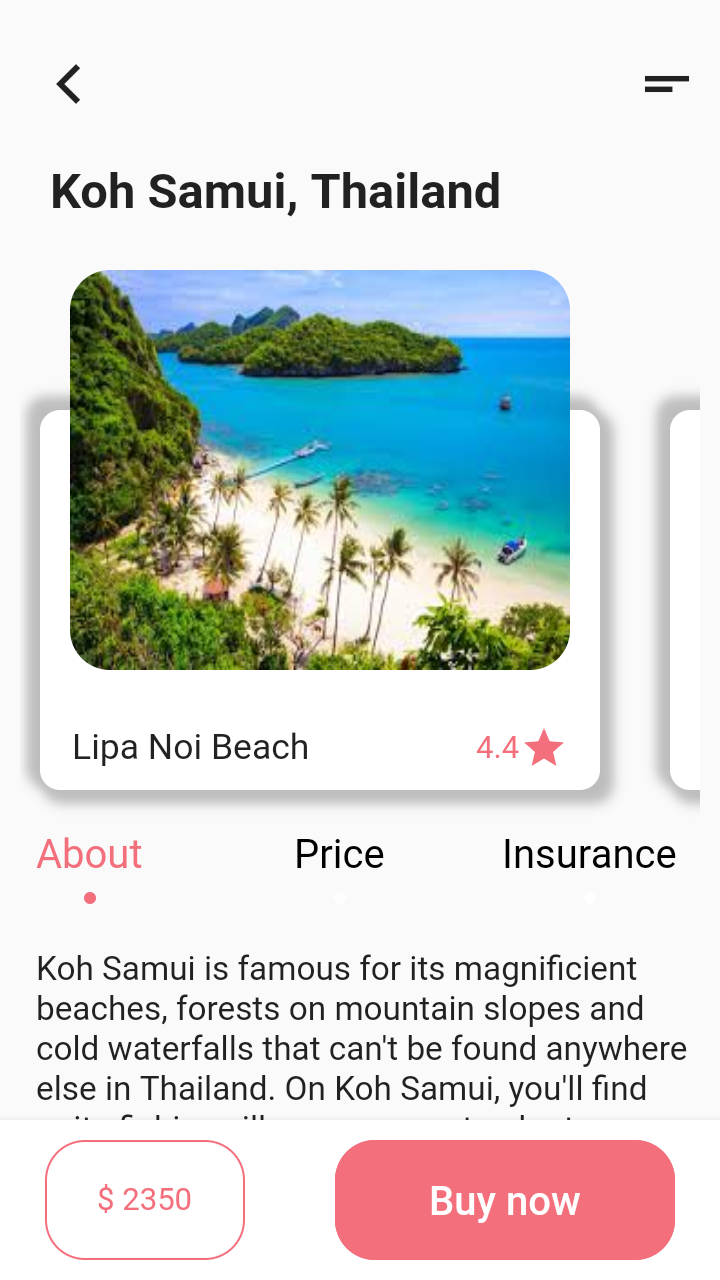 Koh Samui, Thailand
Lipa Noi Beach
4.4
About
Price
Insurance
Koh Samui is famous for its magnificient
beaches, forests on mountain slopes and
cold waterfalls that can't be found anywhere
else in Thailand. On Koh Samui, you'll find
$ 2350
Buy now